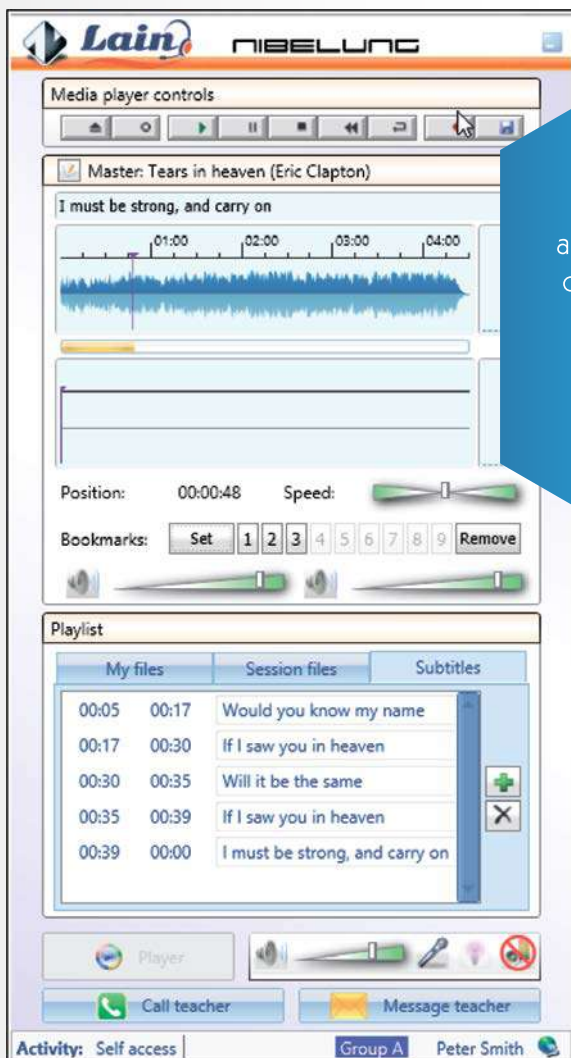 Lain NIBELUNG
Media player controls
Master: Tears in heaven (Eric Clapton)
I must be strong, and carry on
01:00 02:00 03:00 04:00
Position: 00:00:48 Speed:
Bookmarks: Set 1 2 3 4 5 6 7 8 9 Remove
Playlist
My files Session files Subtitles
00:05 00:17 Would you know my name
00:17 00:30 If I saw you in heaven
00:30 00:35 Will it be the same
00:35 00:39 If I saw you in heaven
00:39 00:00 I must be strong, and carry on
Player
Call teacher Message teacher
Activity: Self access Group A Peter Smith